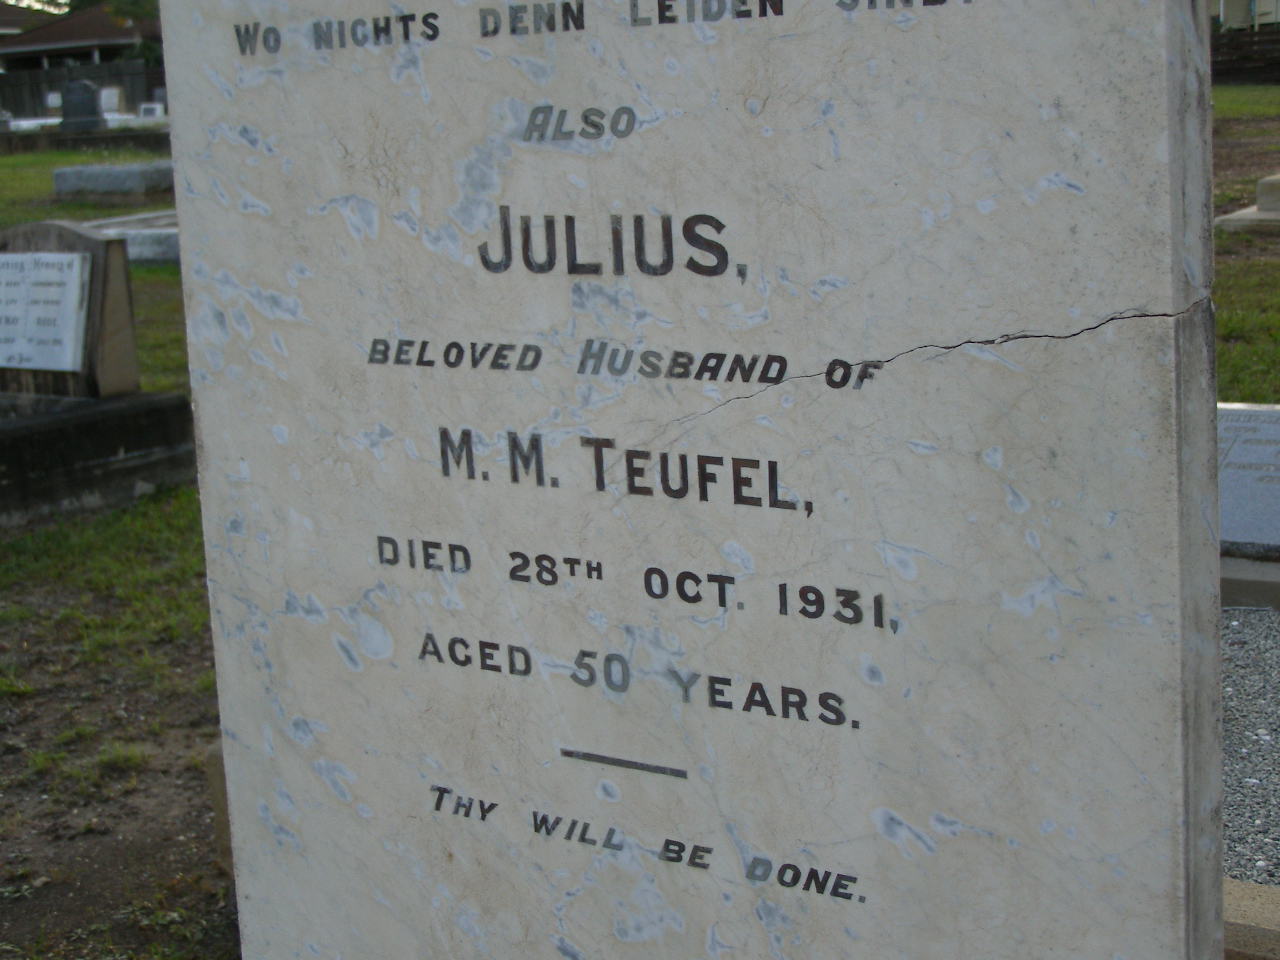 WO NICHTS DENN LEIDEN SIND.
ALSO
JULIUS,
BELOVED HUSBAND OF
M. M. TEUFEL,
DIED 28TH OCT. 1931,
AGED 50 YEARS.
THY WILL BE DONE.